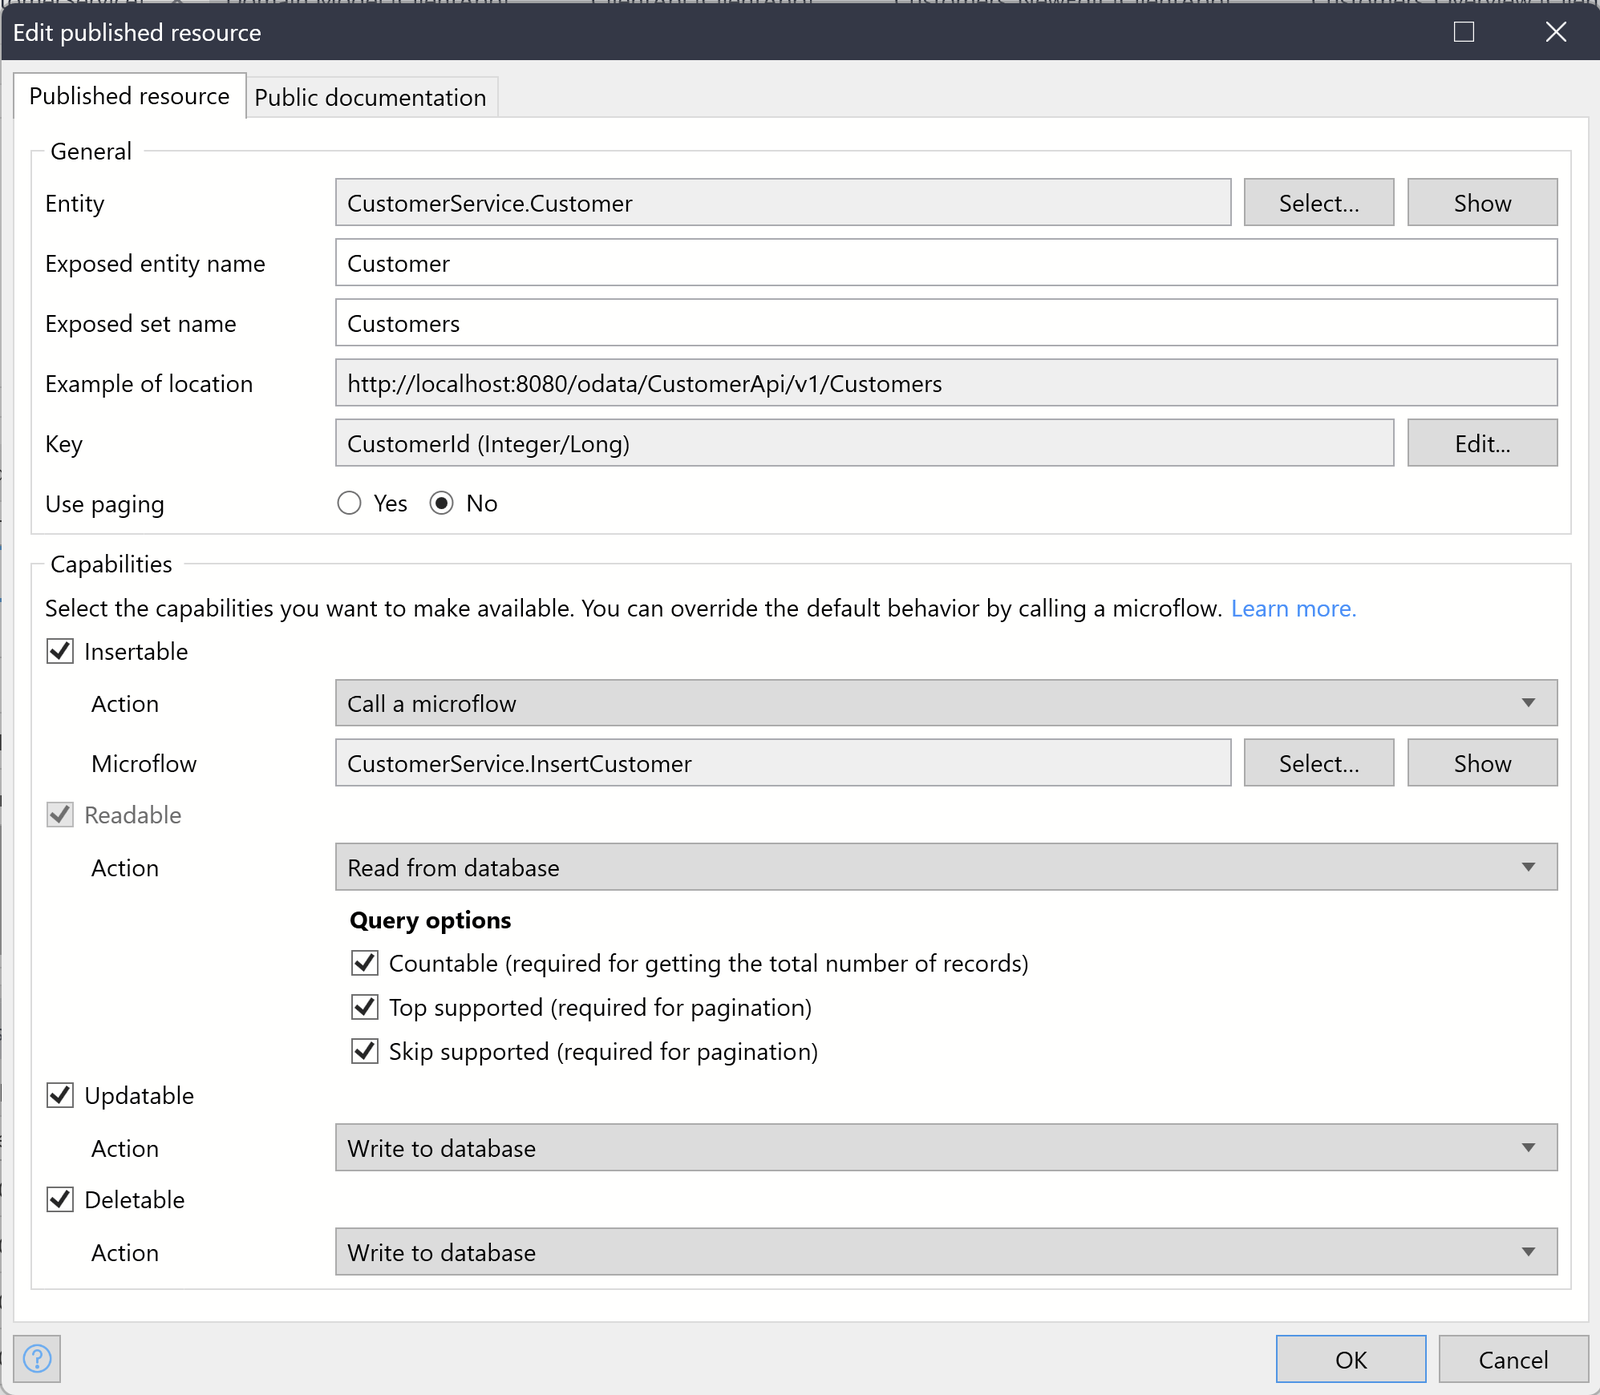 Edit published resource
Published resource Public documentation
General
Entity CustomerService.Customer Select... Show
Exposed entity name Customer
Exposed set name Customers
Example of location http://localhost:8080/odata/CustomerApi/v1/Customers
Key CustomerId (Integer/Long) Edit...
Use paging Yes No
Capabilities
Select the capabilities you want to make available. You can override the default behavior by calling a microflow. Learn more.
Insertable
Action Call a microflow
Microflow CustomerService.InsertCustomer Select... Show
Readable
Action Read from database
Query options
Countable (required for getting the total number of records)
Top supported (required for pagination)
Skip supported (required for pagination)
Updatable
Action Write to database
Deletable
Action Write to database
? OK Cancel